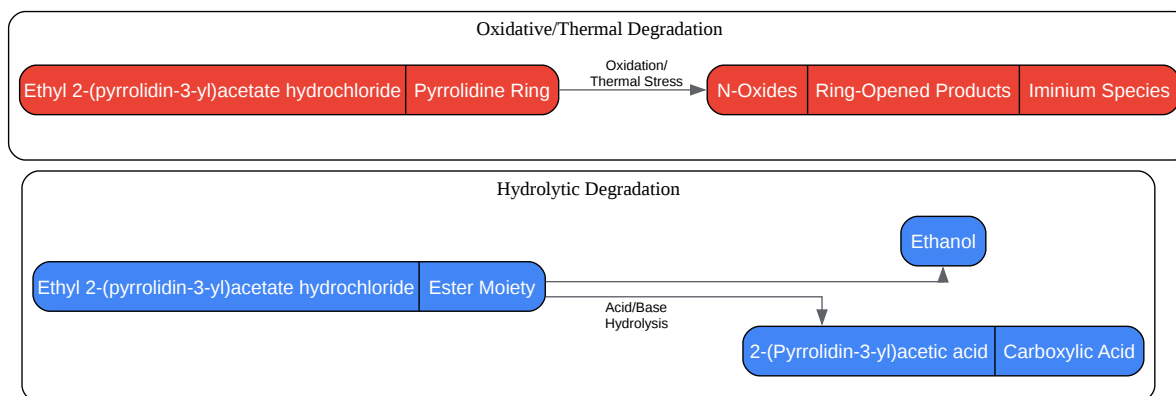 Oxidative/Thermal Degradation
Ethyl 2-(pyrrolidin-3-yl)acetate hydrochloride
Pyrrolidine Ring
Oxidation/
Thermal Stress
N-Oxides
Ring-Opened Products
Iminium Species
Hydrolytic Degradation
Ethanol
Ethyl 2-(pyrrolidin-3-yl)acetate hydrochloride
Ester Moiety
Acid/Base
Hydrolysis
2-(Pyrrolidin-3-yl)acetic acid
Carboxylic Acid